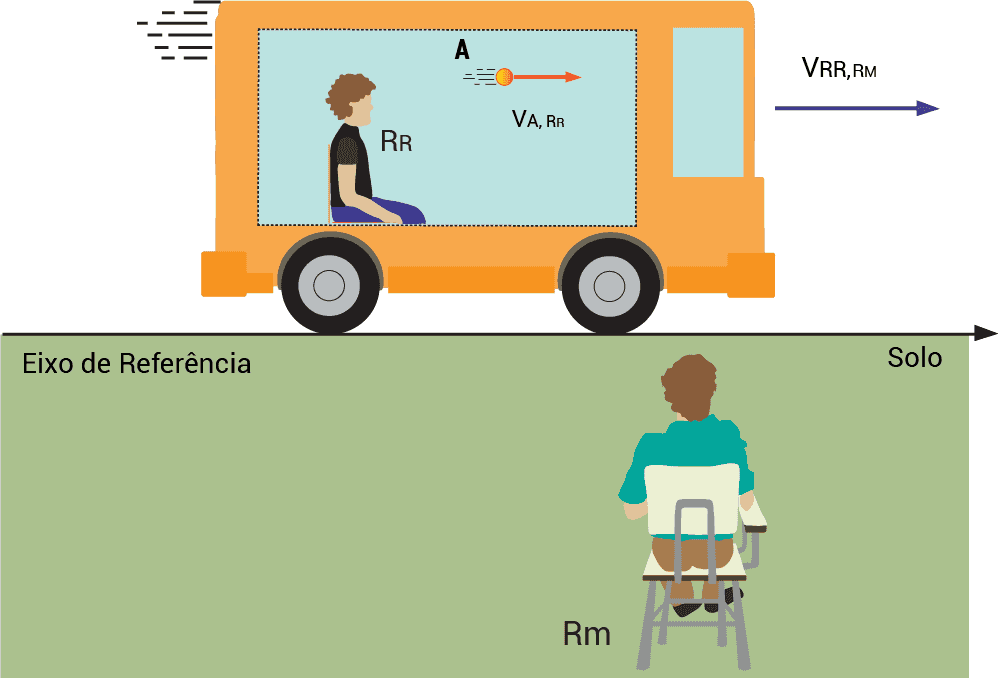 A
VRR,RM
VA, RR
RR
Eixo de Referência
Solo
Rm